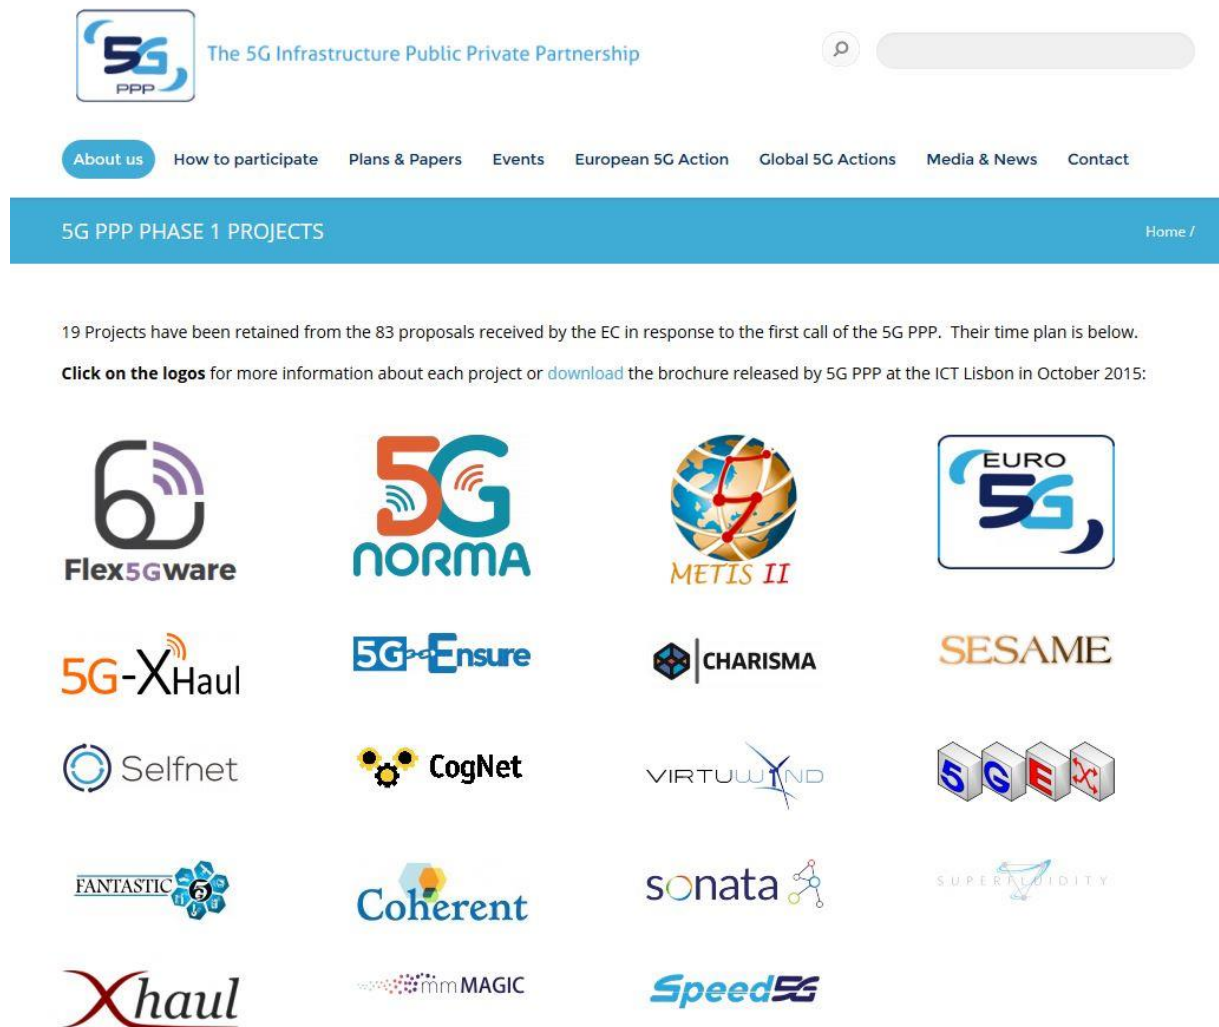 5G PPP The 5G Infrastructure Public Private Partnership
About us How to participate Plans & Papers Events European 5G Action Global 5G Actions Media & News Contact
5G PPP PHASE 1 PROJECTS Home /
19 Projects have been retained from the 83 proposals received by the EC in response to the first call of the 5G PPP. Their time plan is below.
Click on the logos for more information about each project or download the brochure released by 5G PPP at the ICT Lisbon in October 2015:
Flex5Gware
5G NORMA
5 METIS II
EURO 5G
5G-XHaul
5G Ensure
CHARISMA
SESAME
Selfnet
CogNet
VIRTUWIND
5GEX
FANTASTIC 5G
Coherent
sonata
SUPERFLUIDITY
Xhaul
mmMAGIC
Speed5G